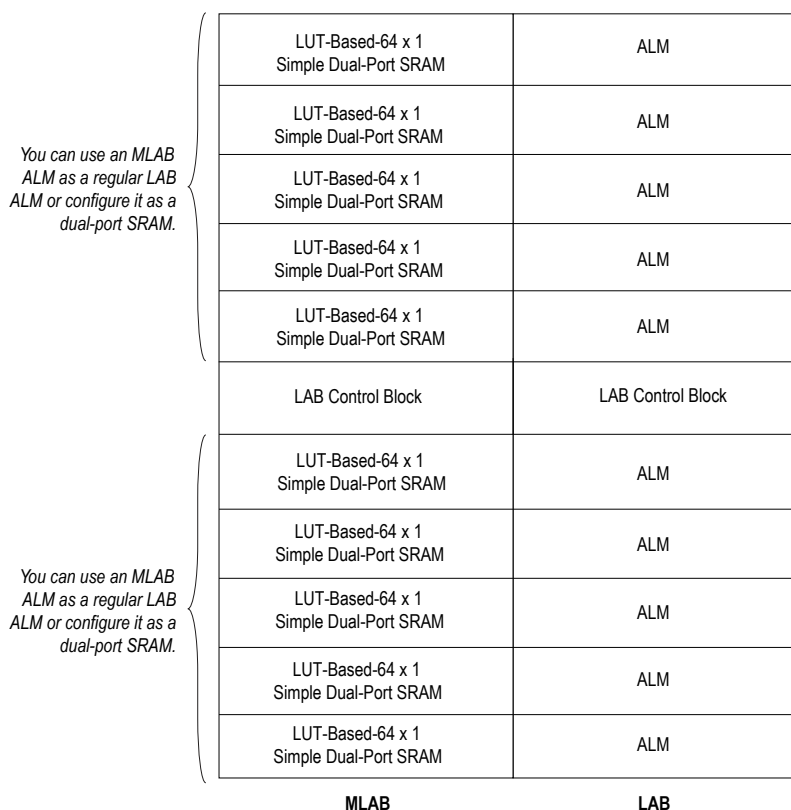 LUT-Based-64 x 1
Simple Dual-Port SRAM
ALM
LUT-Based-64 x 1
Simple Dual-Port SRAM
ALM
You can use an MLAB
ALM as a regular LAB
ALM or configure it as a
dual-port SRAM.
LUT-Based-64 x 1
Simple Dual-Port SRAM
ALM
LUT-Based-64 x 1
Simple Dual-Port SRAM
ALM
LUT-Based-64 x 1
Simple Dual-Port SRAM
ALM
LAB Control Block
LAB Control Block
LUT-Based-64 x 1
Simple Dual-Port SRAM
ALM
LUT-Based-64 x 1
Simple Dual-Port SRAM
ALM
You can use an MLAB
ALM as a regular LAB
ALM or configure it as a
dual-port SRAM.
LUT-Based-64 x 1
Simple Dual-Port SRAM
ALM
LUT-Based-64 x 1
Simple Dual-Port SRAM
ALM
LUT-Based-64 x 1
Simple Dual-Port SRAM
ALM
MLAB
LAB